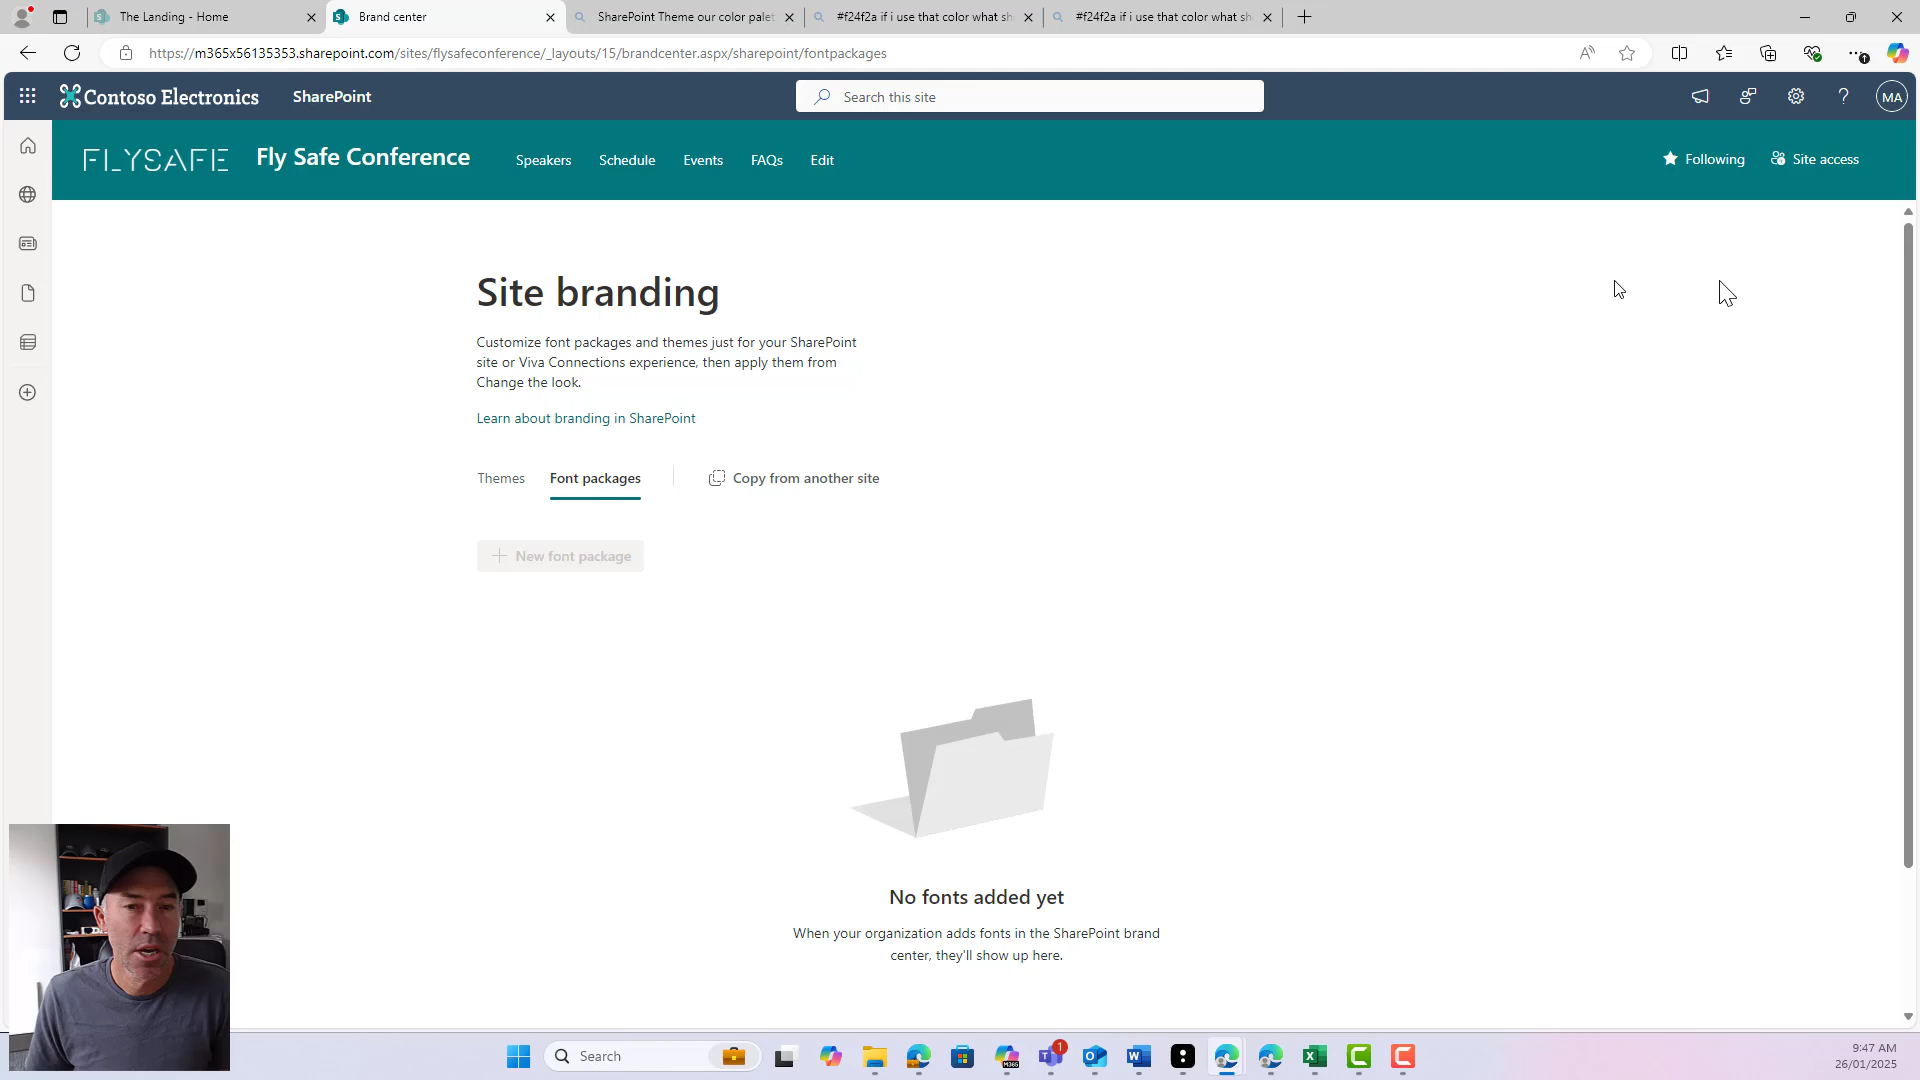 The Landing - Home
Brand center
SharePoint Theme our color palet
#f24f2a if i use that color what sh
#f24f2a if i use that color what sh
https://m365x56135353.sharepoint.com/sites/flysafeconference/_layouts/15/brandcenter.aspx/sharepoint/fontpackages
Contoso Electronics
SharePoint
Search this site
MA
FLYSAFE
Fly Safe Conference
Speakers
Schedule
Events
FAQs
Edit
Following
Site access
Site branding
Customize font packages and themes just for your SharePoint
site or Viva Connections experience, then apply them from
Change the look.
Learn about branding in SharePoint
Themes
Font packages
Copy from another site
New font package
No fonts added yet
When your organization adds fonts in the SharePoint brand
center, they'll show up here.
Search
M365
1
9:47 AM
26/01/2025